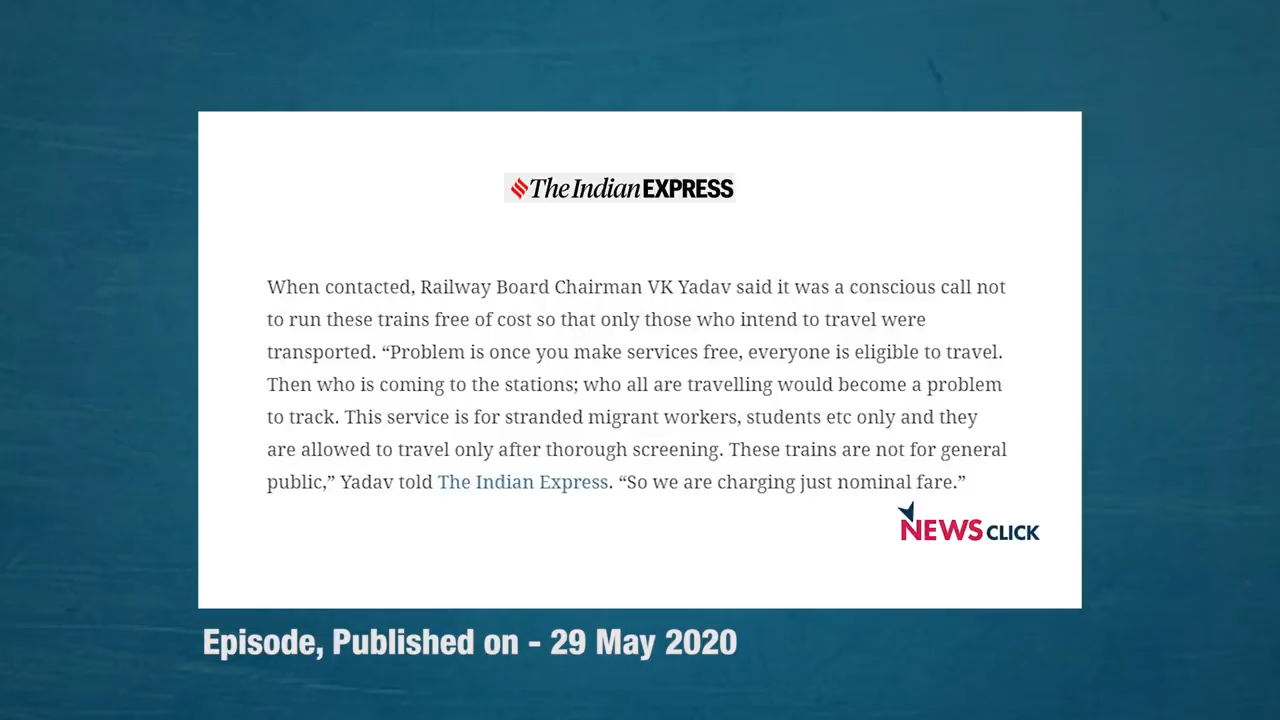 The Indian EXPRESS
When contacted, Railway Board Chairman VK Yadav said it was a conscious call not
to run these trains free of cost so that only those who intend to travel were
transported. “Problem is once you make services free, everyone is eligible to travel.
Then who is coming to the stations; who all are travelling would become a problem
to track. This service is for stranded migrant workers, students etc only and they
are allowed to travel only after thorough screening. These trains are not for general
public,” Yadav told The Indian Express. “So we are charging just nominal fare.”
NEWS CLICK
Episode, Published on - 29 May 2020